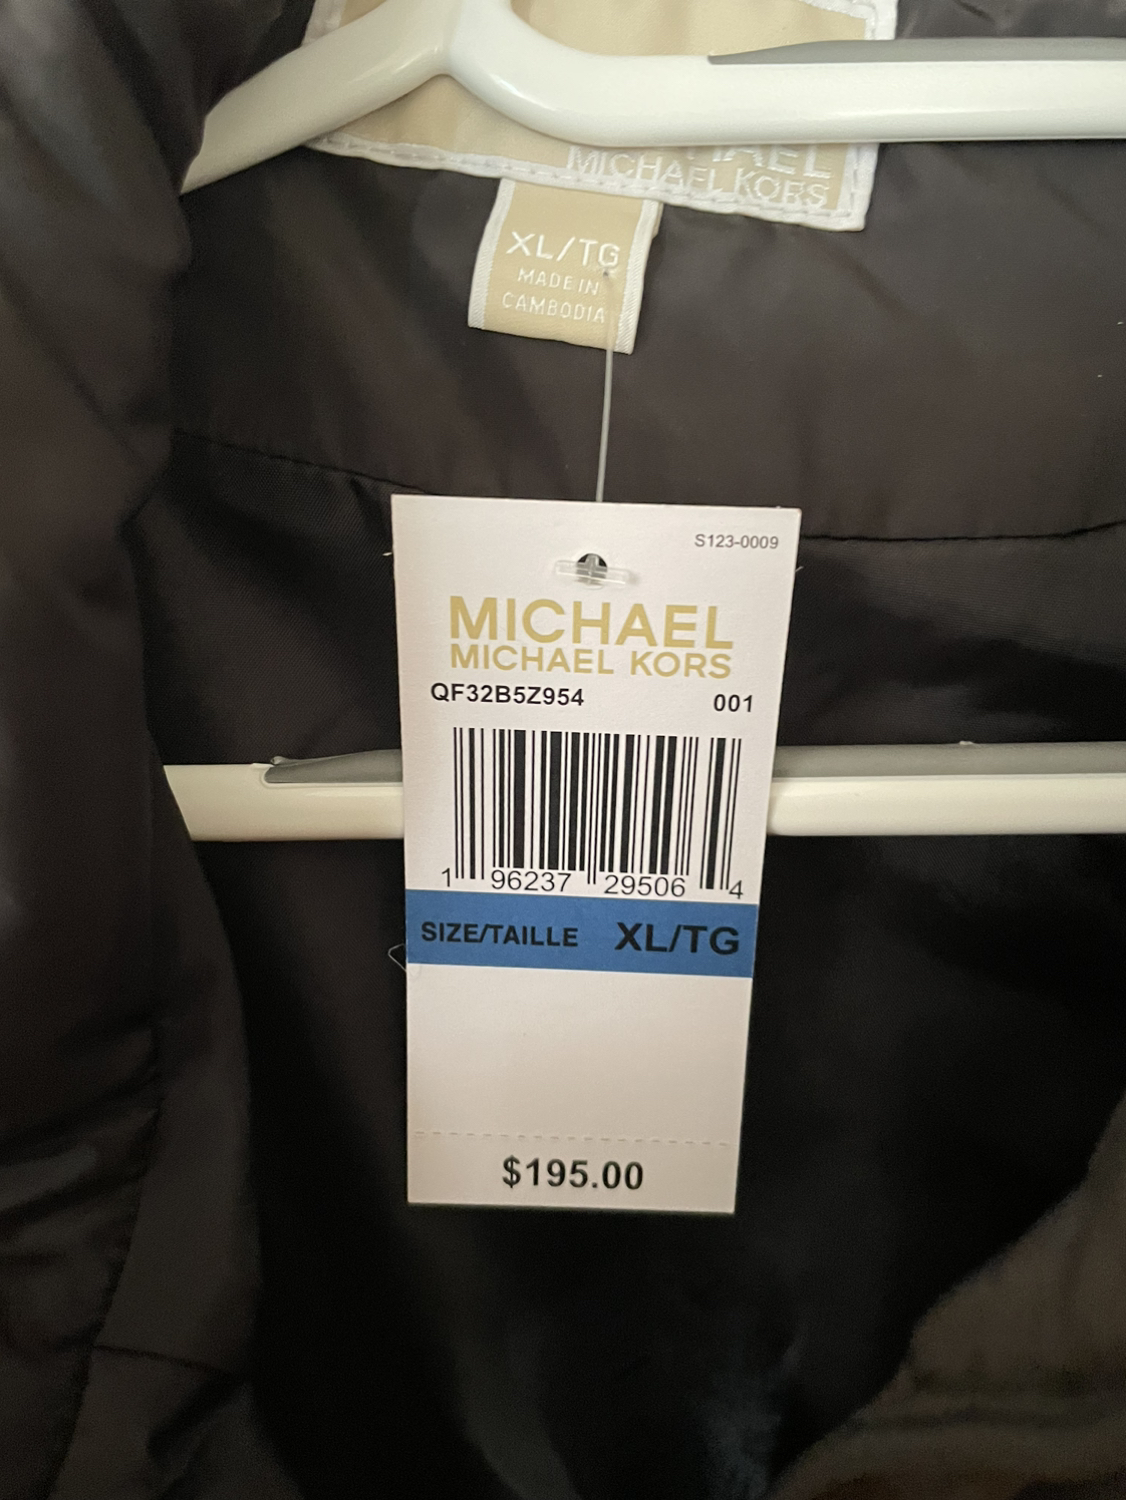 MICHAEL KORS
XL/TG
MADE IN
CAMBODIA
S123-0009
MICHAEL
MICHAEL KORS
QF32B5Z954 001
1 96237 29506 4
SIZE/TAILLE XL/TG
$195.00